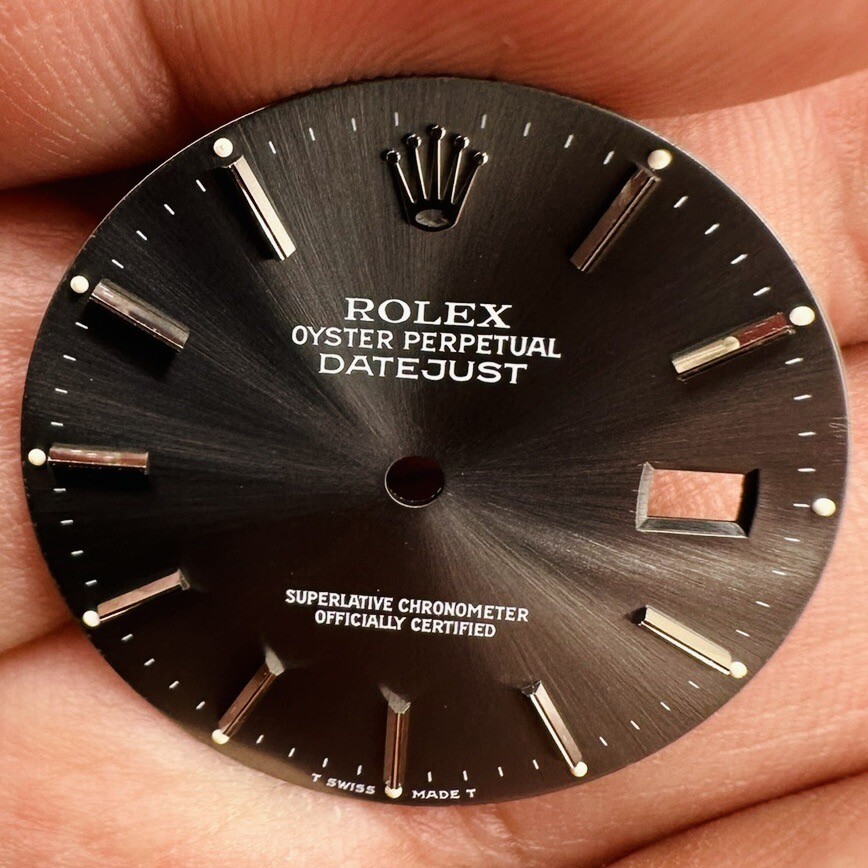 ROLEX
OYSTER PERPETUAL
DATEJUST
SUPERLATIVE CHRONOMETER
OFFICIALLY CERTIFIED
T SWISS MADE T